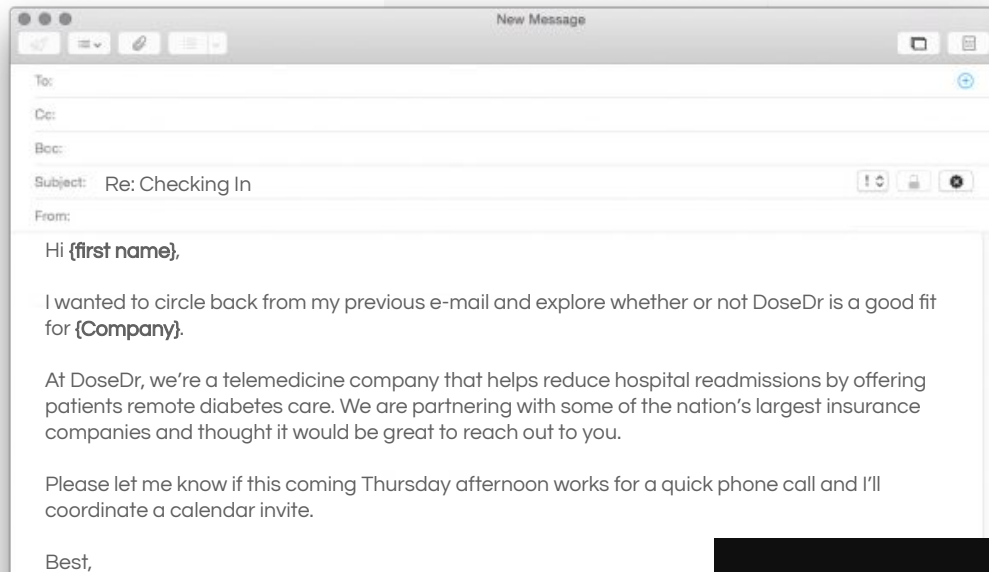 New Message
To:
Cc:
Bcc:
Subject: Re: Checking In
From:
Hi {first name},
I wanted to circle back from my previous e-mail and explore whether or not DoseDr is a good fit
for {Company}.
At DoseDr, we're a telemedicine company that helps reduce hospital readmissions by offering
patients remote diabetes care. We are partnering with some of the nation's largest insurance
companies and thought it would be great to reach out to you.
Please let me know if this coming Thursday afternoon works for a quick phone call and I'll
coordinate a calendar invite.
Best,